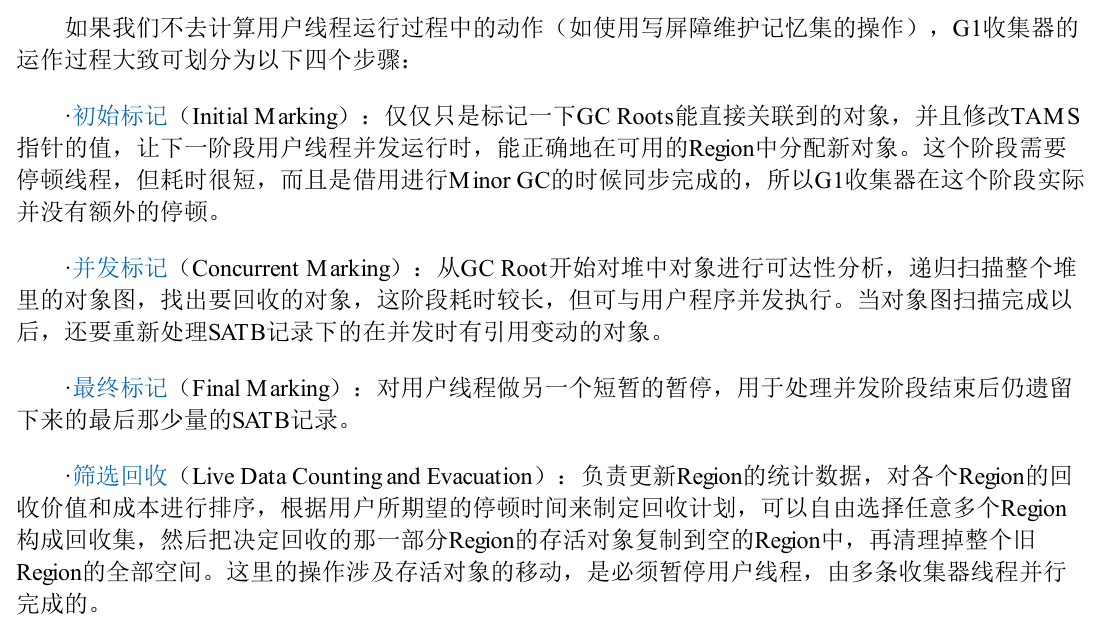 如果我们不去计算用户线程运行过程中的动作（如使用写屏障维护记忆集的操作），G1收集器的
运作过程大致可划分为以下四个步骤：
·初始标记（Initial Marking）：仅仅只是标记一下GC Roots能直接关联到的对象，并且修改TAMS
指针的值，让下一阶段用户线程并发运行时，能正确地在可用的Region中分配新对象。这个阶段需要
停顿线程，但耗时很短，而且是借用进行Minor GC的时候同步完成的，所以G1收集器在这个阶段实际
并没有额外的停顿。
·并发标记（Concurrent Marking）：从GC Root开始对堆中对象进行可达性分析，递归扫描整个堆
里的对象图，找出要回收的对象，这阶段耗时较长，但可与用户程序并发执行。当对象图扫描完成以
后，还要重新处理SATB记录下的在并发时有引用变动的对象。
·最终标记（Final Marking）：对用户线程做另一个短暂的暂停，用于处理并发阶段结束后仍遗留
下来的最后那少量的SATB记录。
·筛选回收（Live Data Counting and Evacuation）：负责更新Region的统计数据，对各个Region的回
收价值和成本进行排序，根据用户所期望的停顿时间来制定回收计划，可以自由选择任意多个Region
构成回收集，然后把决定回收的那一部分Region的存活对象复制到空的Region中，再清理掉整个旧
Region的全部空间。这里的操作涉及存活对象的移动，是必须暂停用户线程，由多条收集器线程并行
完成的。